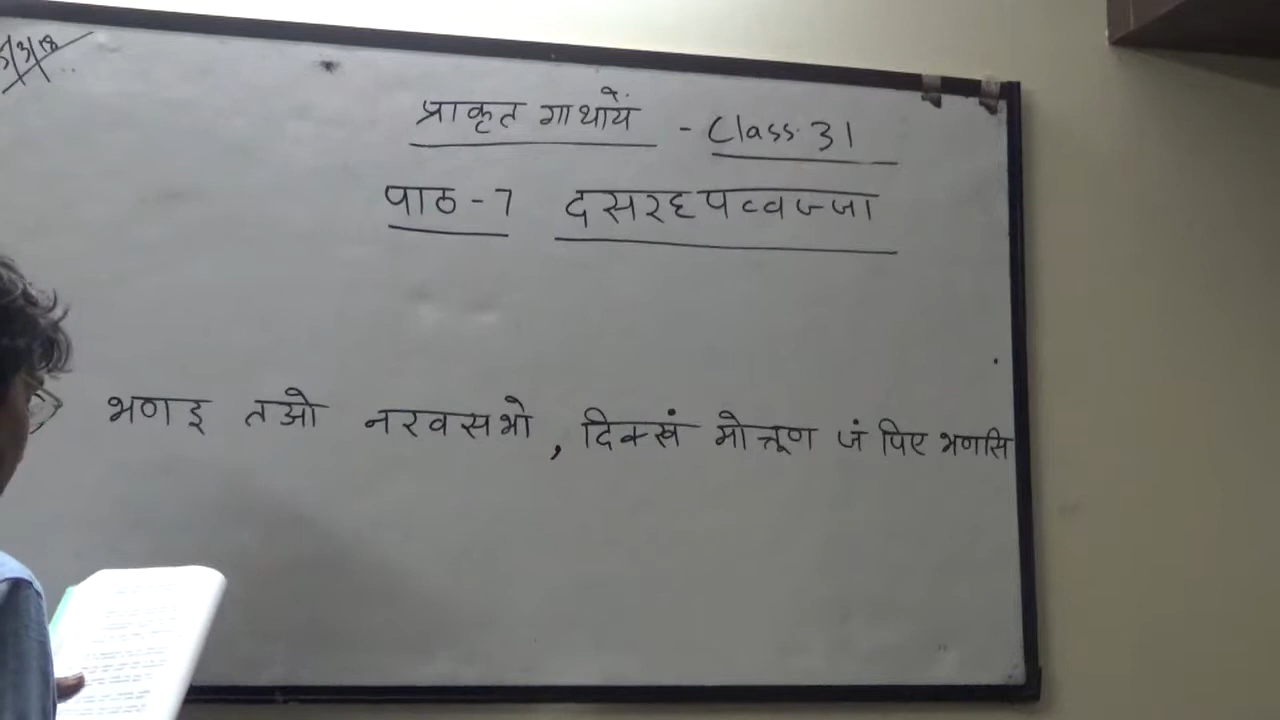 प्राकृत गाथायें - Class. 31
पाठ - 7 दसरहपव्वज्जा
भणइ तओ नरवसभो, दिक्खं मोत्तूण जं पिए भणसि